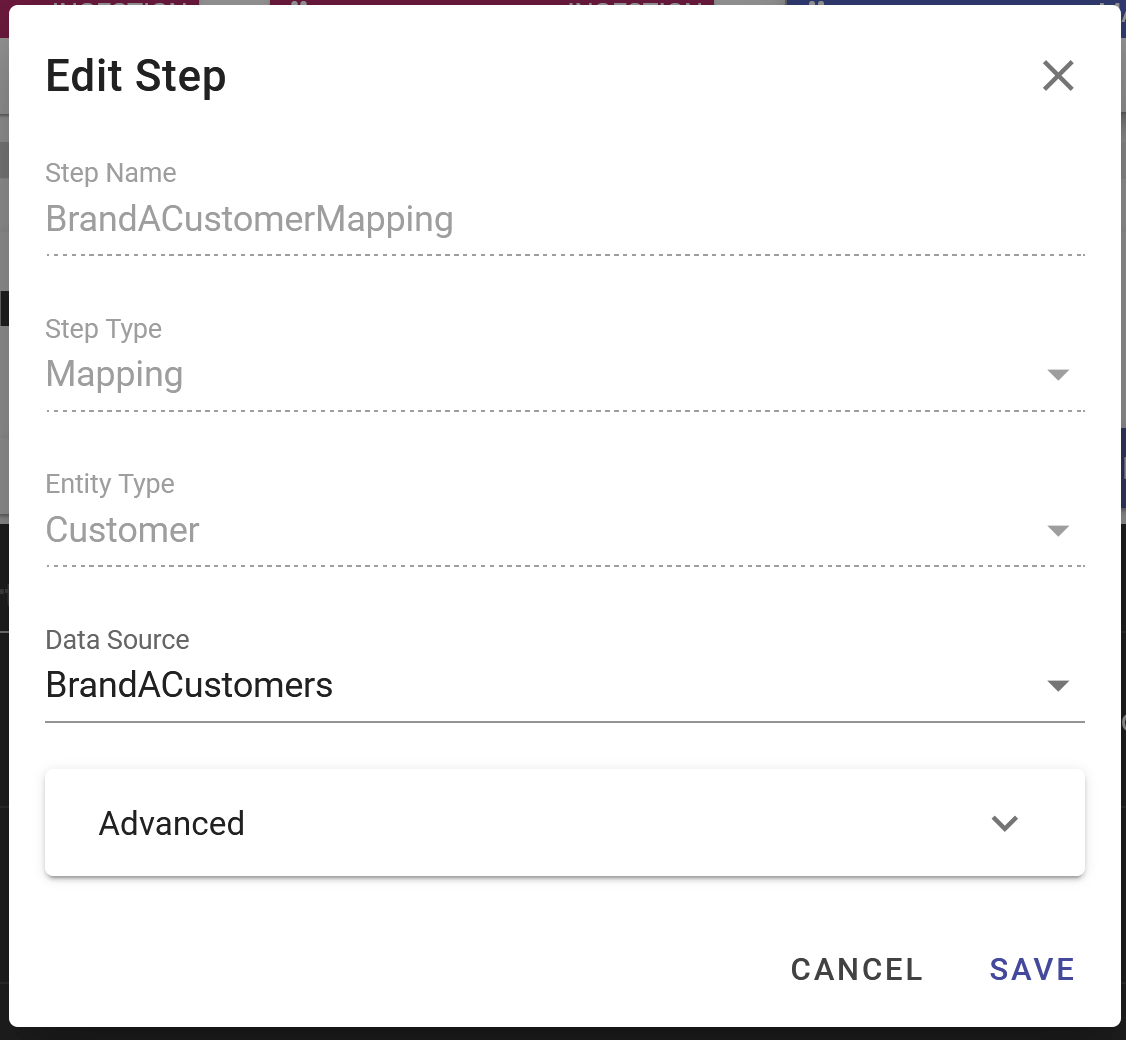 Edit Step
Step Name
BrandACustomerMapping
Step Type
Mapping
Entity Type
Customer
Data Source
BrandACustomers
Advanced
CANCEL SAVE